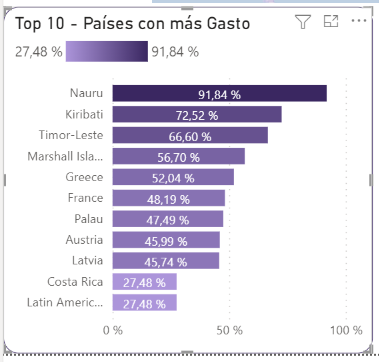 Top 10 - Países con más Gasto
27,48 % 91,84 %
Nauru 91,84 %
Kiribati 72,52 %
Timor-Leste 66,60 %
Marshall Isla... 56,70 %
Greece 52,04 %
France 48,19 %
Palau 47,49 %
Austria 45,99 %
Latvia 45,74 %
Costa Rica 27,48 %
Latin Americ... 27,48 %
0 % 50 % 100 %